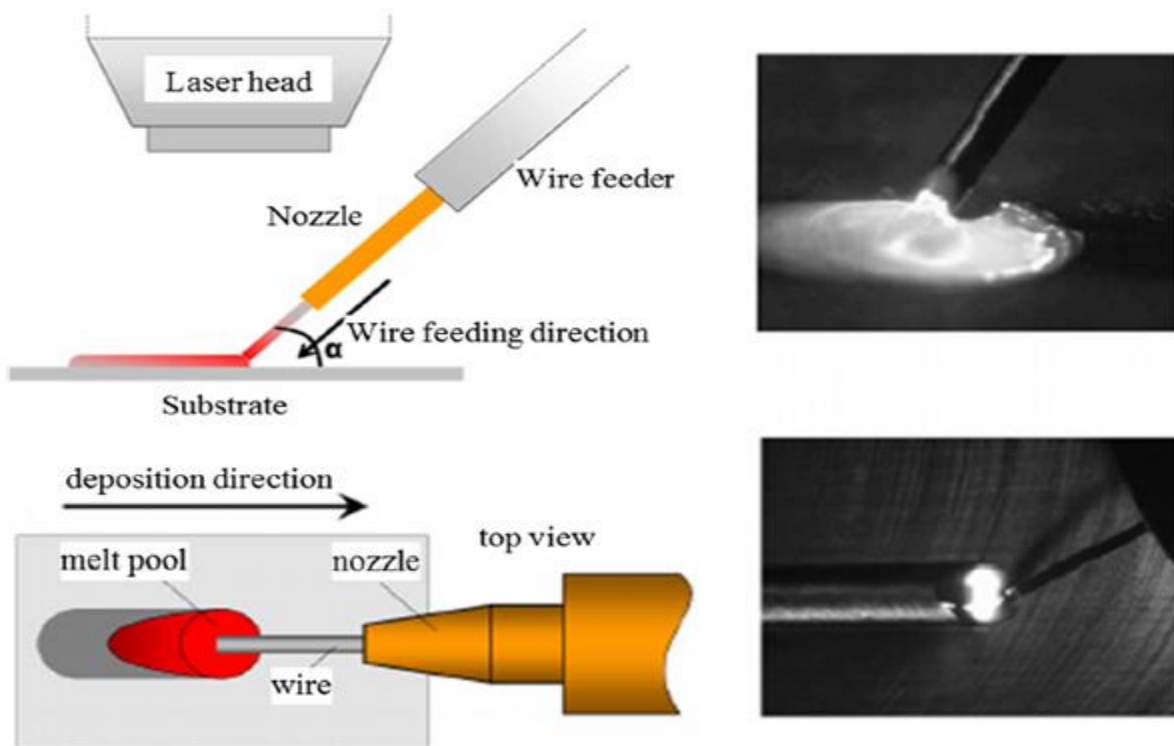 Laser head
Wire feeder
Nozzle
Wire feeding direction
α
Substrate
deposition direction
top view
melt pool
nozzle
wire